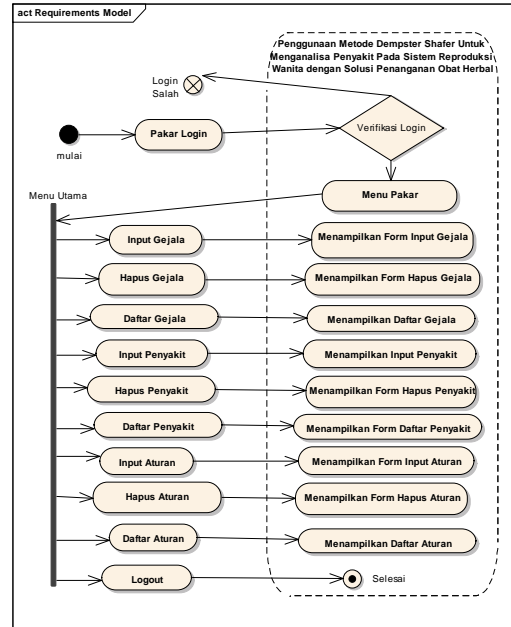 act Requirements Model
Penggunaan Metode Dempster Shafer Untuk
Menganalisa Penyakit Pada Sistem Reproduksi
Wanita dengan Solusi Penanganan Obat Herbal
Login
Salah
Verifikasi Login
Pakar Login
mulai
Menu Utama
Menu Pakar
Input Gejala
Menampilkan Form Input Gejala
Hapus Gejala
Menampilkan Form Hapus Gejala
Daftar Gejala
Menampilkan Daftar Gejala
Input Penyakit
Menampilkan Input Penyakit
Hapus Penyakit
Menampilkan Form Hapus Penyakit
Daftar Penyakit
Menampilkan Form Daftar Penyakit
Input Aturan
Menampilkan Form Input Aturan
Hapus Aturan
Menampilkan Form Hapus Aturan
Daftar Aturan
Menampilkan Daftar Aturan
Logout
Selesai